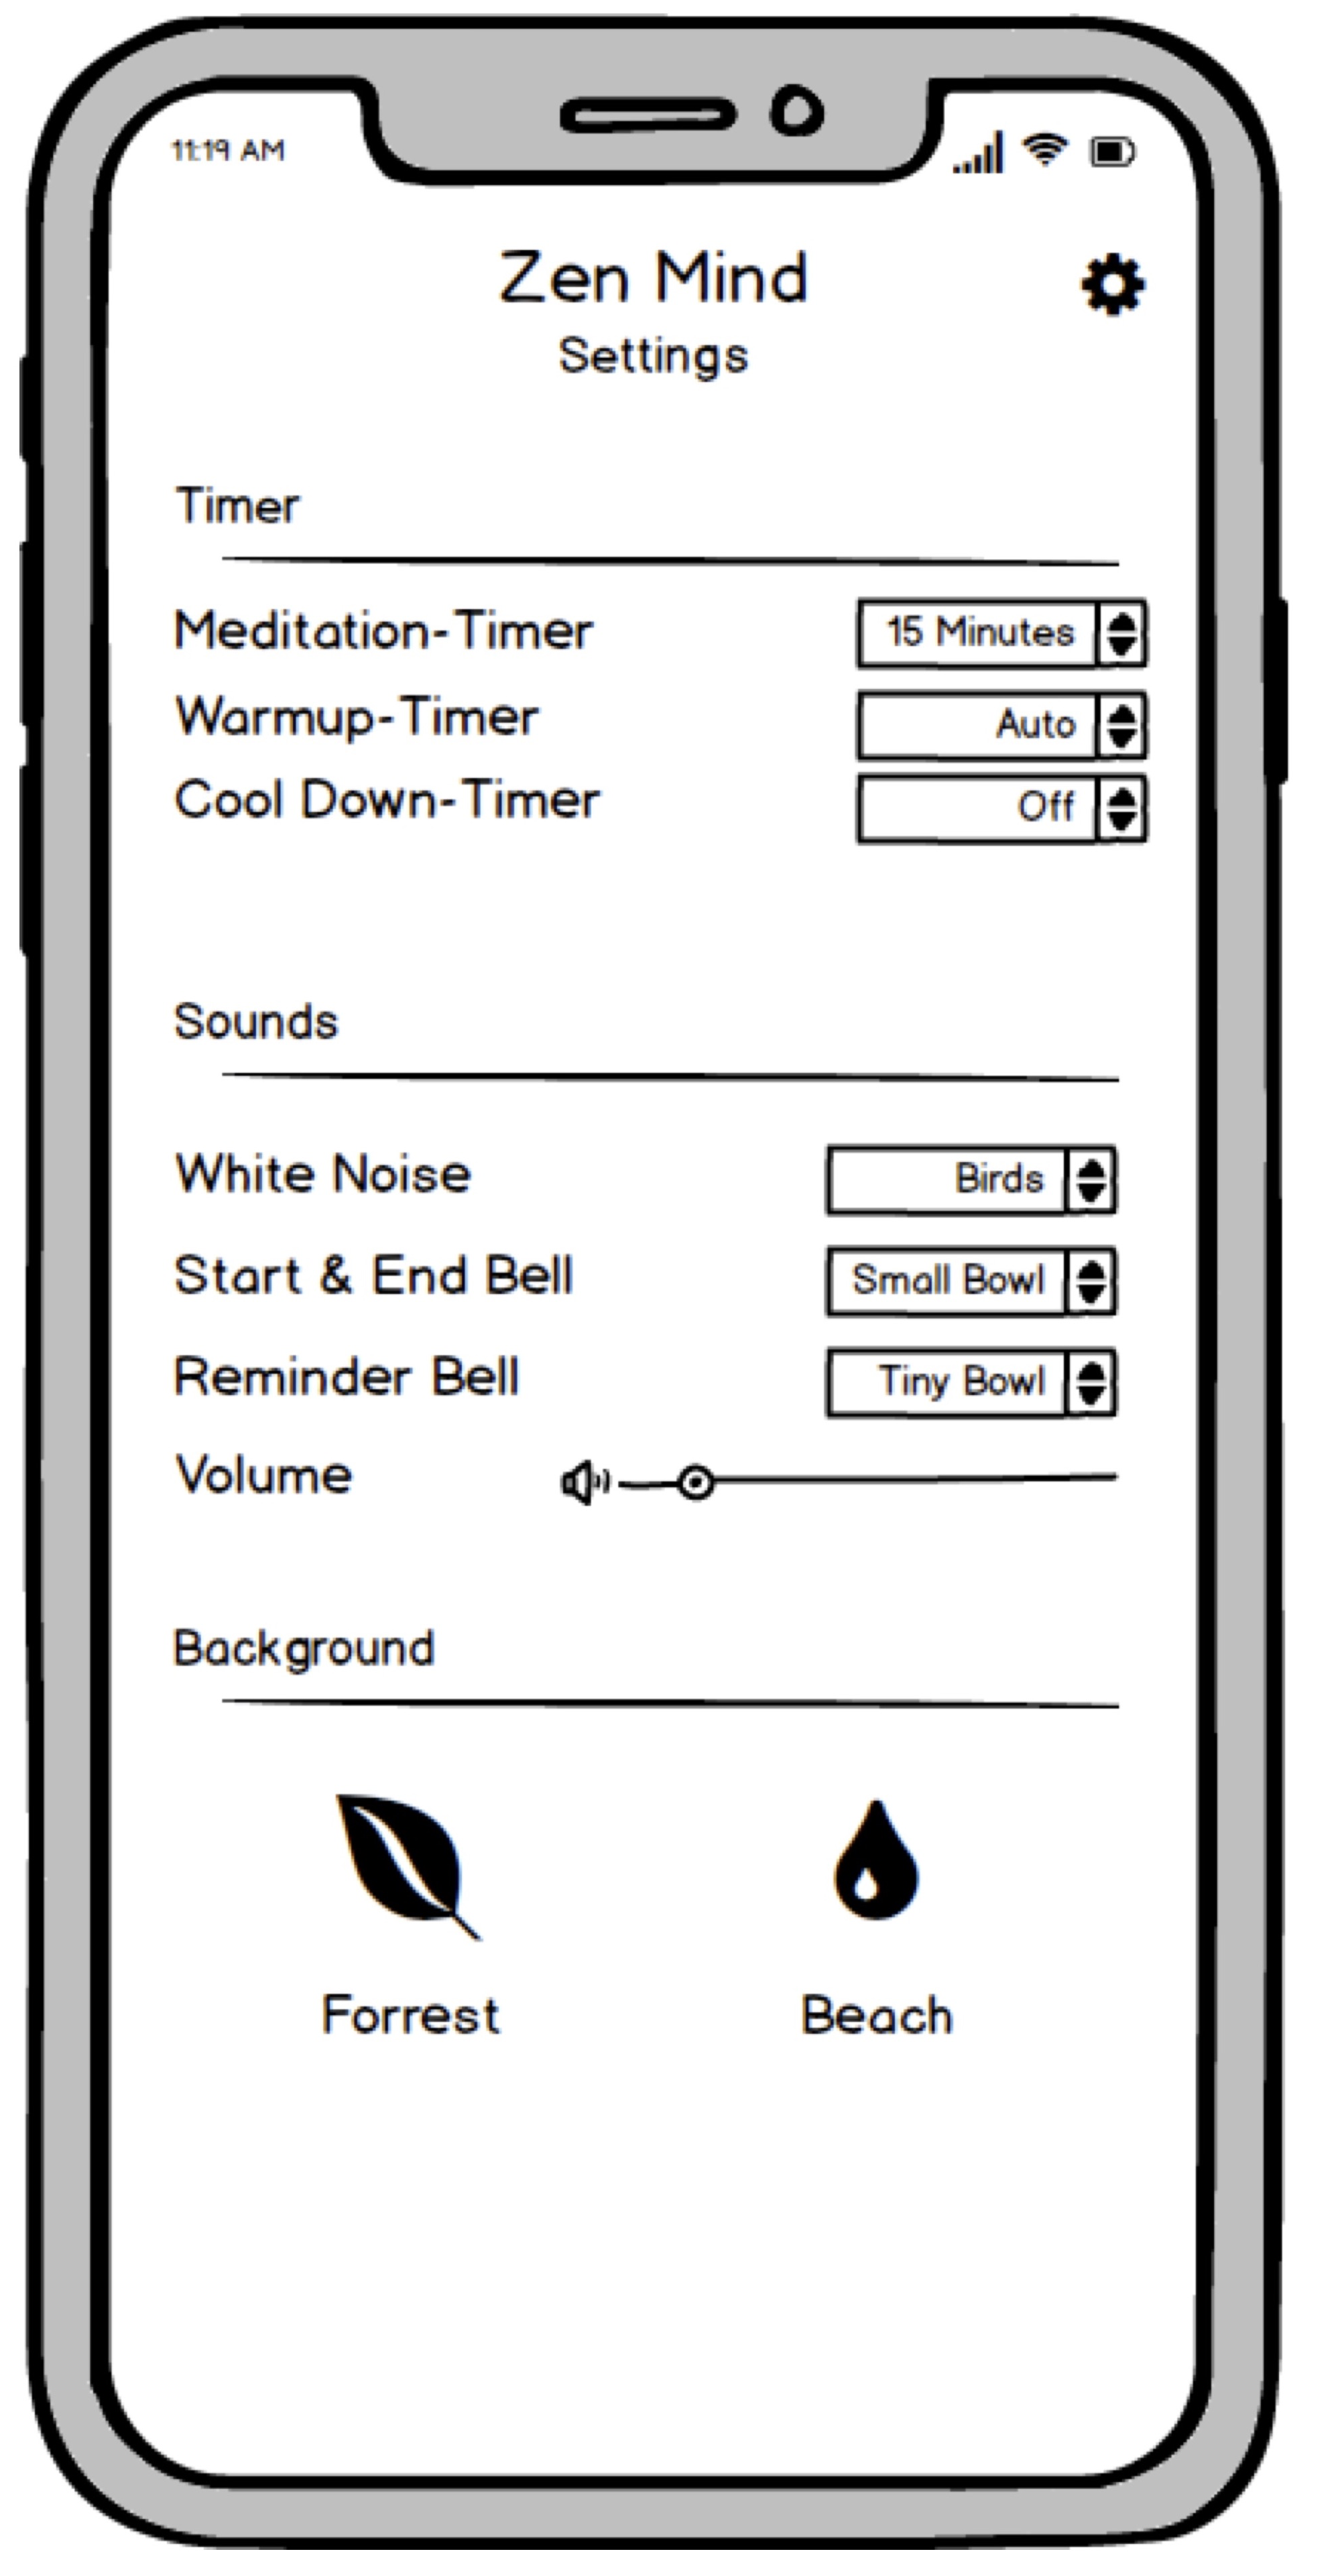 11:19 AM
Zen Mind
Settings
Timer
Meditation-Timer 15 Minutes
Warmup-Timer Auto
Cool Down-Timer Off
Sounds
White Noise Birds
Start & End Bell Small Bowl
Reminder Bell Tiny Bowl
Volume
Background
Forrest Beach